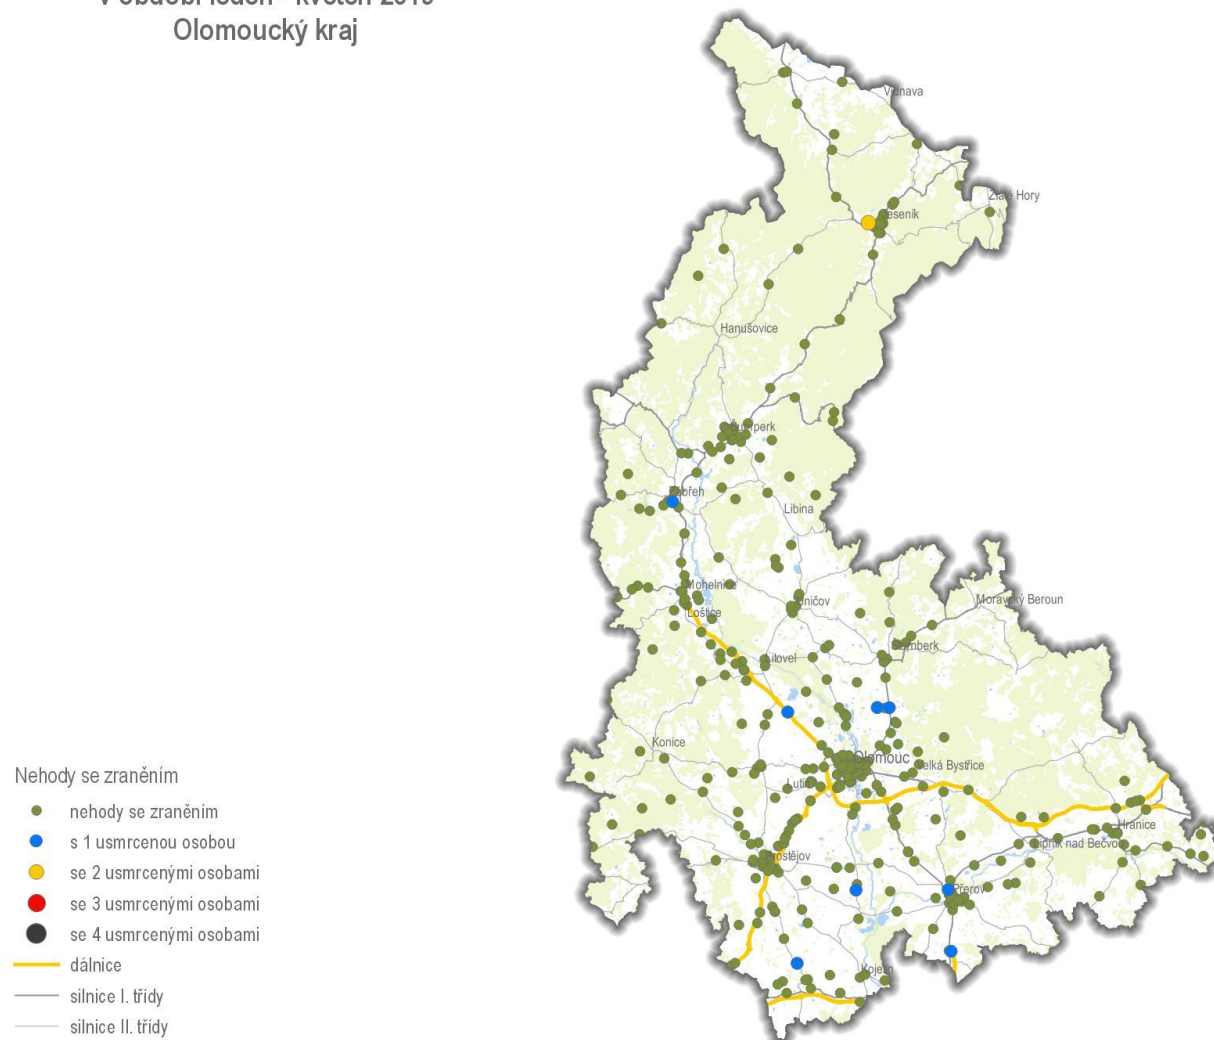 Olomoucký kraj
Vidnava
Zlaté Hory
Jeseník
Hanušovice
Šumperk
Zábřeh
Libina
Mohelnice
Uničov
Moravský Beroun
Loštice
Šternberk
Litovel
Konice
Olomouc
Velká Bystřice
Hranice
Lipník nad Bečvou
Prostějov
Přerov
Kojetín
Nehody se zraněním
nehody se zraněním
s 1 usmrcenou osobou
se 2 usmrcenými osobami
se 3 usmrcenými osobami
se 4 usmrcenými osobami
dálnice
silnice I. třídy
silnice II. třídy